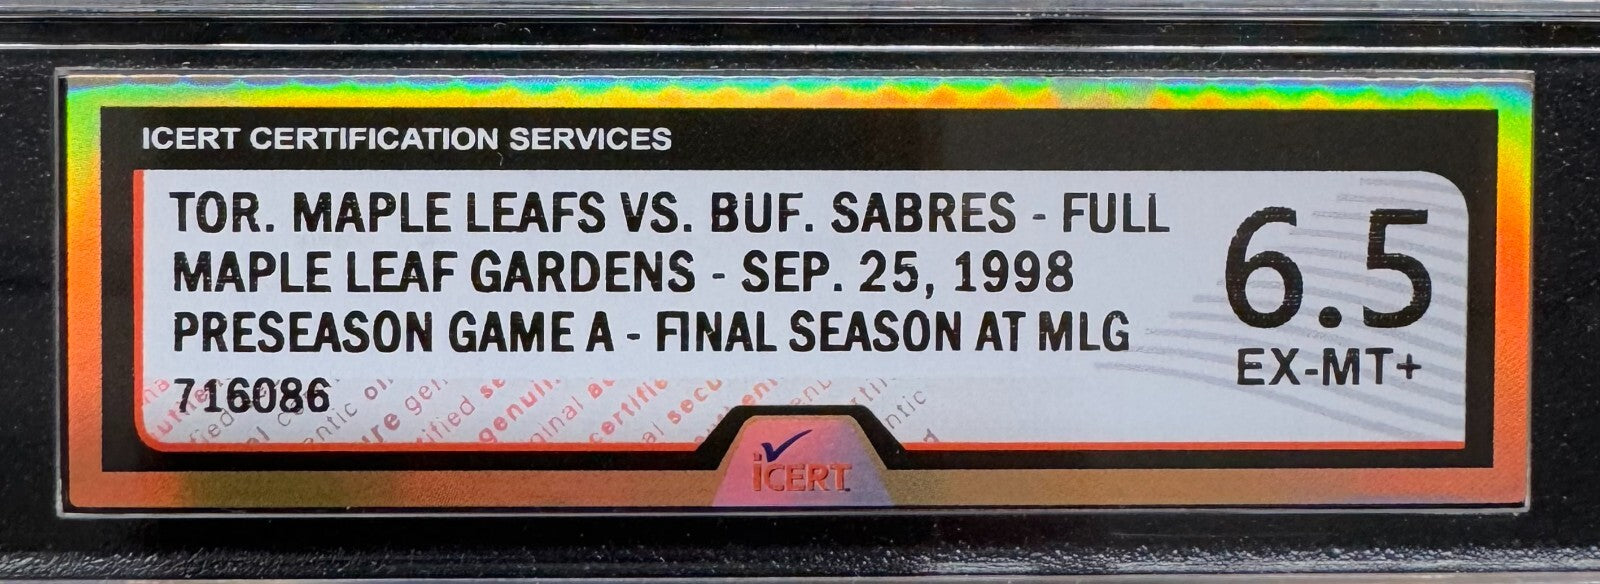 ICERT CERTIFICATION SERVICES
TOR. MAPLE LEAFS VS. BUF. SABRES - FULL
MAPLE LEAF GARDENS - SEP. 25, 1998
PRESEASON GAME A - FINAL SEASON AT MLG
716086
6.5
EX-MT+
iCERT